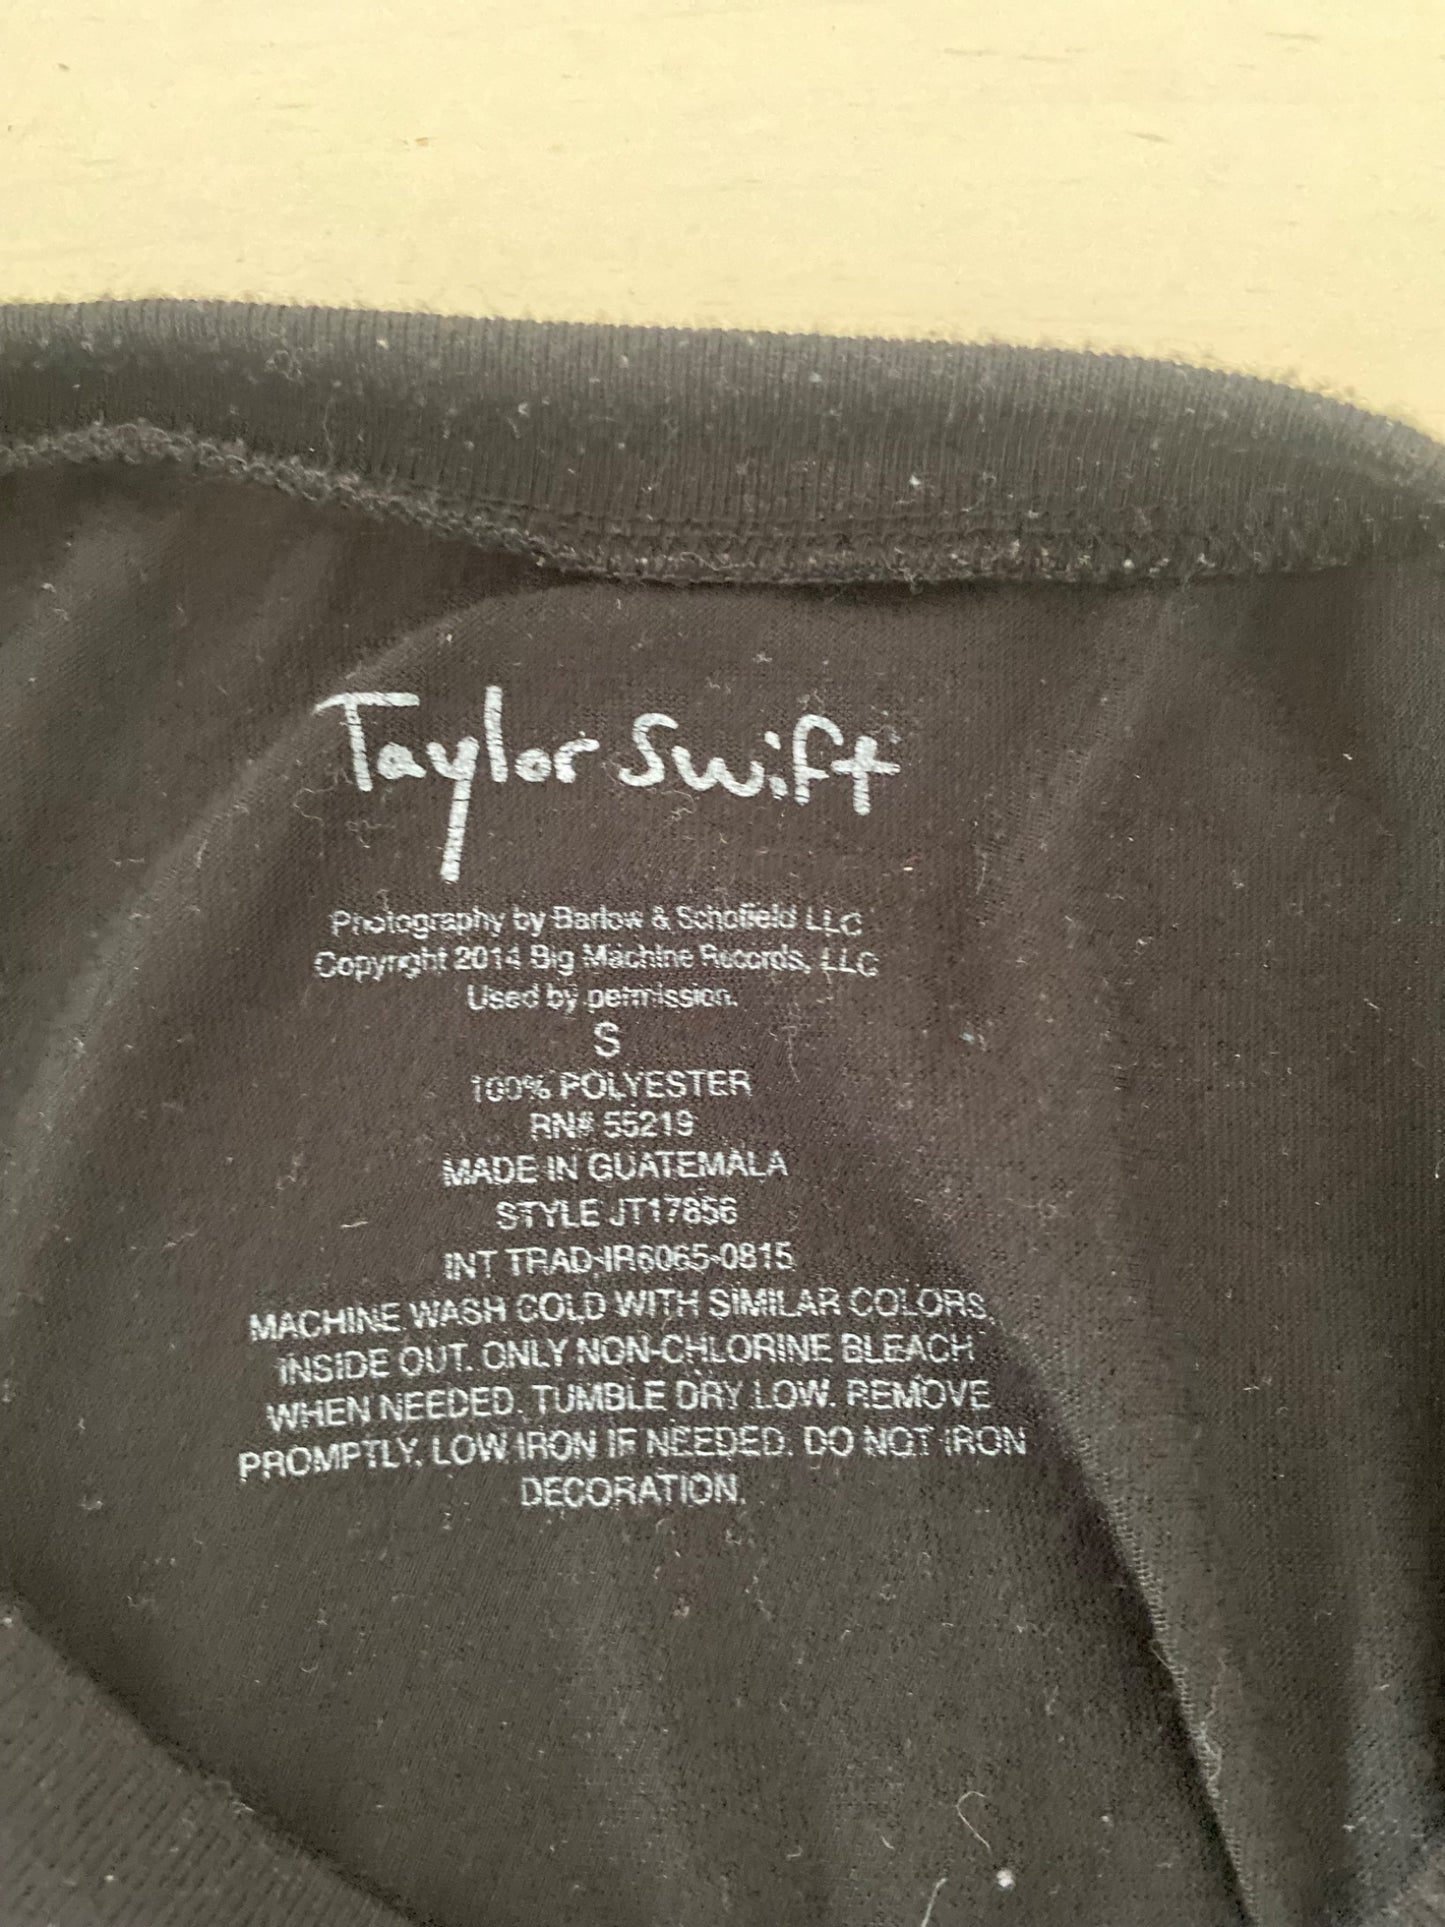 Taylor Swift
Photography by Barlow & Schofield LLC
Copyright 2014 Big Machine Records, LLC
Used by permission.
S
100% POLYESTER
RN# 55219
MADE IN GUATEMALA
STYLE JT17856
INT TRAD-IR6065-0815
MACHINE WASH COLD WITH SIMILAR COLORS,
INSIDE OUT. ONLY NON-CHLORINE BLEACH
WHEN NEEDED. TUMBLE DRY LOW. REMOVE
PROMPTLY. LOW IRON IF NEEDED. DO NOT IRON
DECORATION.